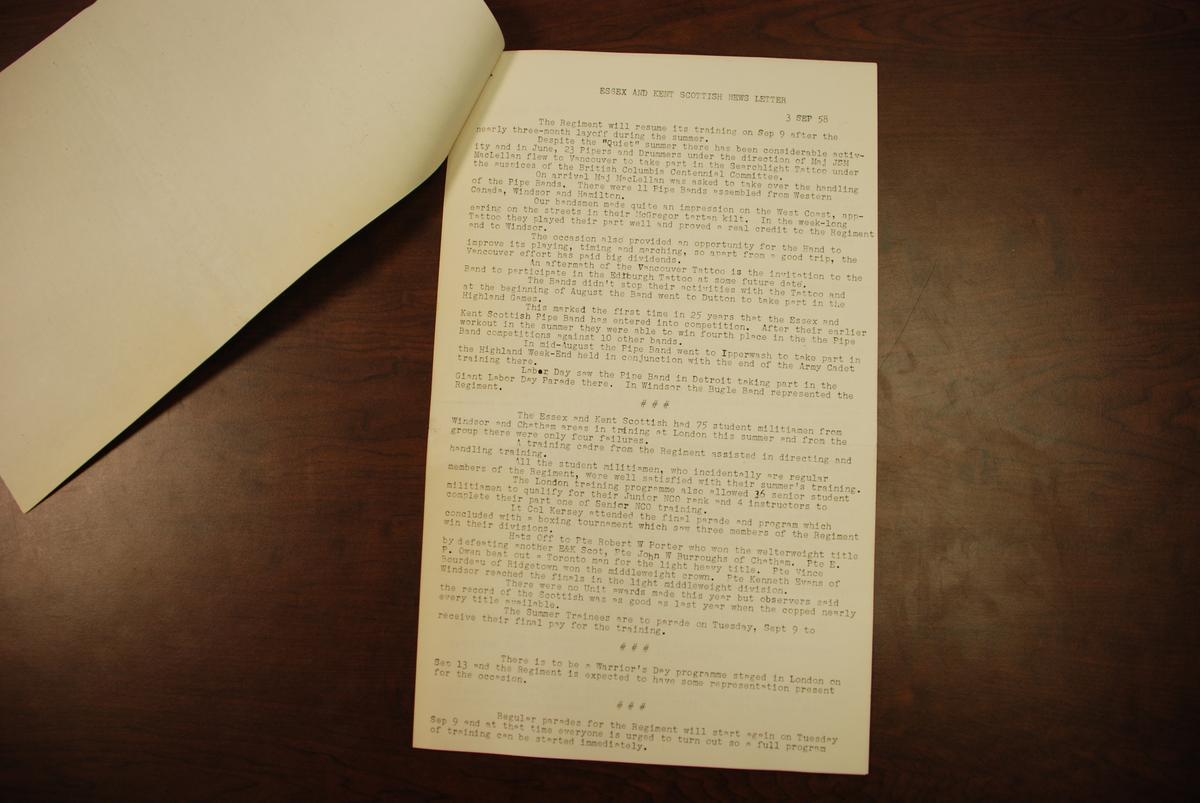 ESSEX AND KENT SCOTTISH NEWS LETTER
3 SEP 58
The Regiment will resume its training on Sep 9 after the
nearly three-month layoff during the summer.
Despite the "Quiet" summer there has been considerable activ-
ity and in June, 23 Pipers and Drummers under the direction of Maj JEN
MacLellan flew to Vancouver to take part in the Searchlight Tattoo under
the auspices of the British Columbia Centennial Committee.
On arrival Maj MacLellan was asked to take over the handling
of the Pipe Bands. There were 11 Pipe Bands assembled from Western
Canada, Windsor and Hamilton.
Our bandsmen made quite an impression on the West Coast, app-
earing on the streets in their McGregor tartan kilt. In the week-long
Tattoo they played their part well and proved a real credit to the Regiment
and to Windsor.
The occasion also provided an opportunity for the Band to
improve its playing, timing and marching, so apart from a good trip, the
Vancouver effort has paid big dividends.
An aftermath of the Vancouver Tattoo is the invitation to the
Band to participate in the Edlburgh Tattoo at some future date.
The Bands didn't stop their activities with the Tattoo and
at the beginning of August the Band went to Dutton to take part in the
Highland Games.
This marked the first time in 25 years that the Essex and
Kent Scottish Pipe Band has entered into competition. After their earlier
workout in the summer they were able to win fourth place in the the Pipe
Band competitions against 10 other bands.
In mid-August the Pipe Band went to Ipperwash to take part in
the Highland Week-End held in conjunction with the end of the Army Cadet
training there.
Labor Day saw the Pipe Band in Detroit taking part in the
Giant Labor Day Parade there. In Windsor the Bugle Band represented the
Regiment.
# # #
The Essex and Kent Scottish had 75 student militiamen from
Windsor and Chatham areas in trining at London this summer and from the
group there were only four failures.
A training cadre from the Regiment assisted in directing and
handling training.
All the student militiamen, who incidentally are regular
members of the Regiment, were well satisfied with their summer's training.
The London training programme also allowed 36 senior student
militiamen to qualify for their Junior NCO rank and 4 instructors to
complete their part one of Senior NCO training.
Lt Col Kersey attended the final parade and program which
concluded with a boxing tournament which saw three members of the Regiment
win their divisions.
Hats Off to Pte Robert W Porter who won the welterweight title
by defeating another E&K Scot, Pte John W Burroughs of Chatham. Pte E.
P. Owen beat out a Toronto man for the light heavy title. Pte Vince
Bourdeau of Ridgetown won the middleweight crown. Pte Kenneth Evans of
Windsor reached the finals in the light middleweight division.
There were no Unit awards made this year but observers said
the record of the Scottish was as good as last year when the copped nearly
every title available.
The Summer Trainees are to parade on Tuesday, Sept 9 to
receive their final pay for the training.
# # #
There is to be a Warrior's Day programme staged in London on
Sep 13 and the Regiment is expected to have some representation present
for the occasion.
# # #
Regular parades for the Regiment will start again on Tuesday
Sep 9 and at that time everyone is urged to turn out so a full program
of training can be started immediately.